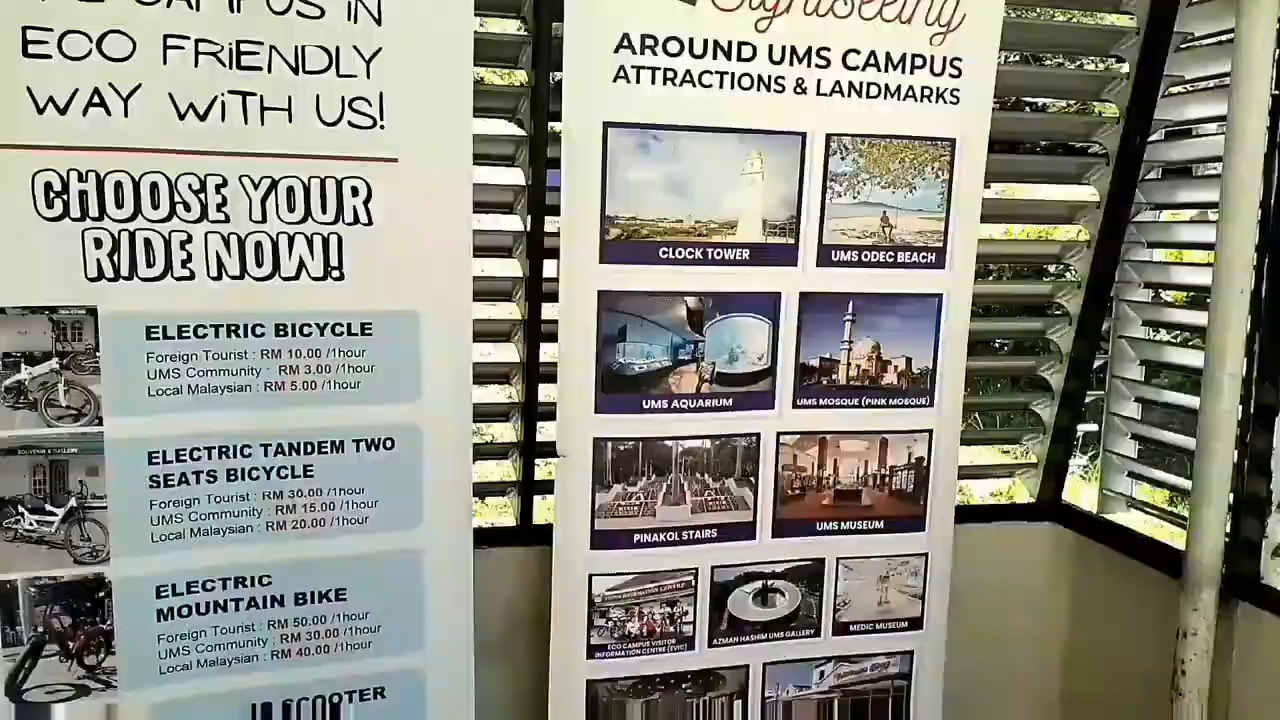 CAMPUS IN
ECO FRIENDLY
WAY WITH US!
CHOOSE YOUR
RIDE NOW!
ELECTRIC BICYCLE
Foreign Tourist : RM 10.00 /1hour
UMS Community : RM 3.00 /1hour
Local Malaysian : RM 5.00 /1hour
ELECTRIC TANDEM TWO
SEATS BICYCLE
Foreign Tourist : RM 30.00 /1hour
UMS Community : RM 15.00 /1hour
Local Malaysian : RM 20.00 /1hour
ELECTRIC
MOUNTAIN BIKE
Foreign Tourist : RM 50.00 /1hour
UMS Community : RM 30.00 /1hour
Local Malaysian : RM 40.00 /1hour
Sightseeing
AROUND UMS CAMPUS
ATTRACTIONS & LANDMARKS
CLOCK TOWER
UMS ODEC BEACH
UMS AQUARIUM
UMS MOSQUE (PINK MOSQUE)
PINAKOL STAIRS
UMS MUSEUM
ECO CAMPUS VISITOR
INFORMATION CENTRE (EVIC)
AZMAN HASHIM UMS GALLERY
MEDIC MUSEUM